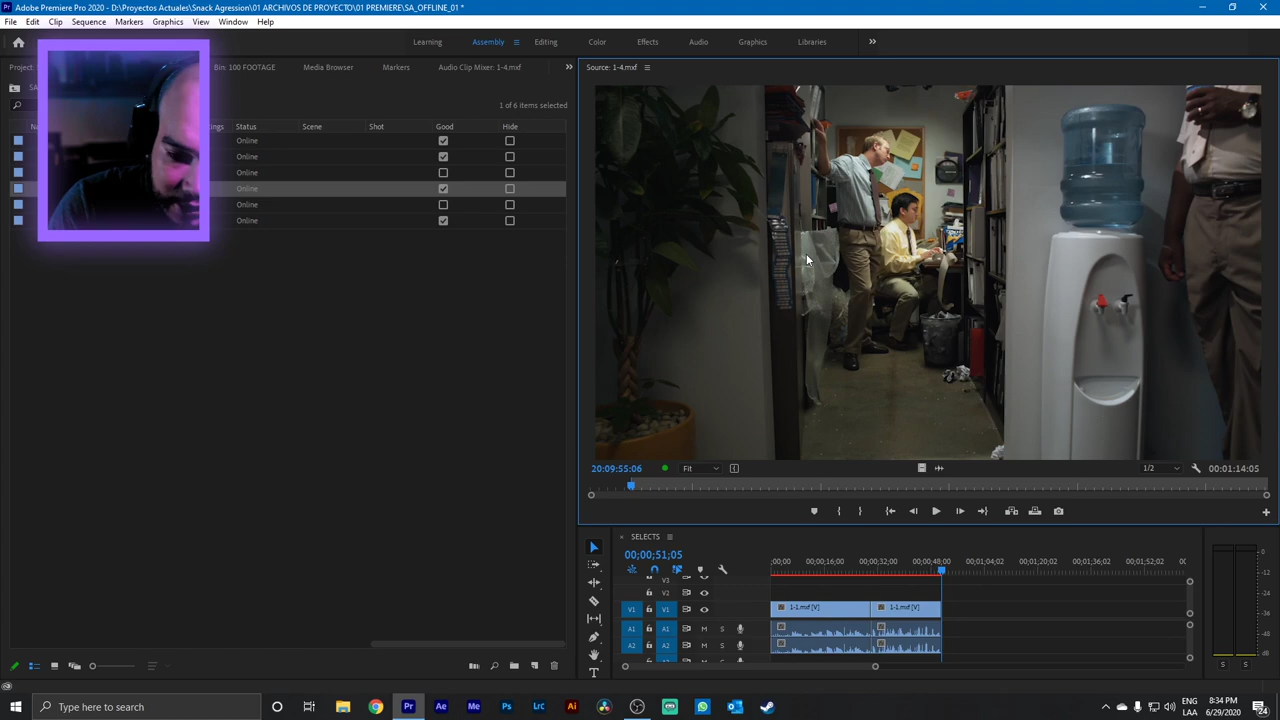 Adobe Premiere Pro 2020 - D:\Proyectos Actuales\Snack Agression\01 ARCHIVOS DE PROYECTO\01 PREMIERE\SA_OFFLINE_01 *
File Edit Clip Sequence Markers Graphics View Window Help
Learning Assembly Editing Color Effects Audio Graphics Libraries
Project: Bin: 100 FOOTAGE Media Browser Markers Audio Clip Mixer: 1-4.mxf Source: 1-4.mxf
1 of 6 items selected
Status Scene Shot Good Hide
Online
Online
Online
Online
Online
Online
20:09:55:06 Fit 1/2 00:01:14:05
SELECTS
00;00;51;05
;00;00 00;00;16;00 00;00;32;00 00;00;48;00 00;01;04;02 00;01;20;02 00;01;36;02 00;01;52;02
V3
V2
V1 V1 1-1.mxf [V] 1-1.mxf [V]
A1 A1 M S
A2 A2 M S
S S
Type here to search
ENG 8:34 PM
LAA 6/29/2020
24